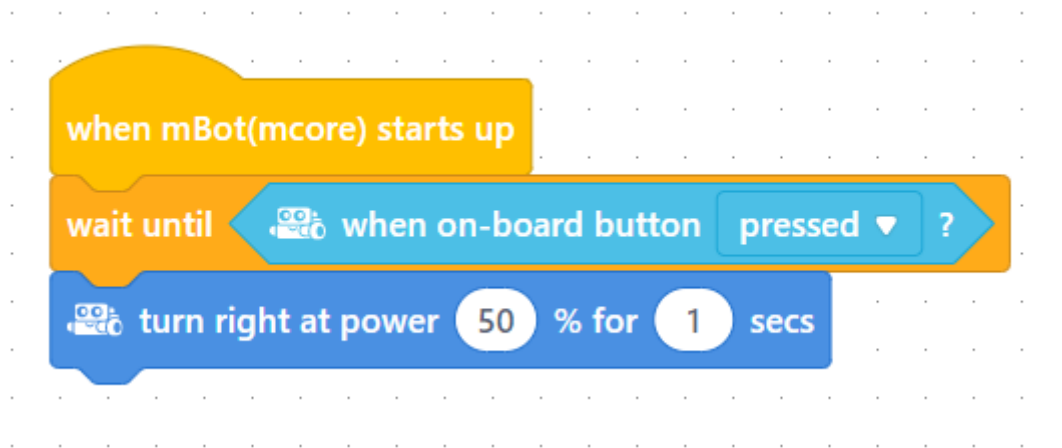 when mBot(mcore) starts up
wait until when on-board button pressed ?
turn right at power 50 % for 1 secs